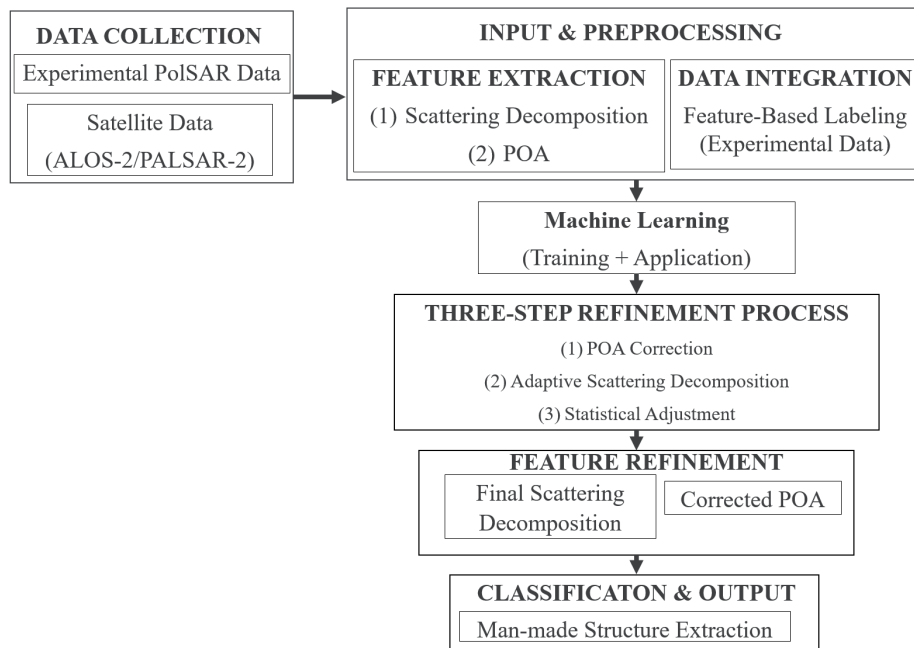 DATA COLLECTION
Experimental PolSAR Data
Satellite Data
(ALOS-2/PALSAR-2)
INPUT & PREPROCESSING
FEATURE EXTRACTION
(1) Scattering Decomposition
(2) POA
DATA INTEGRATION
Feature-Based Labeling
(Experimental Data)
Machine Learning
(Training + Application)
THREE-STEP REFINEMENT PROCESS
(1) POA Correction
(2) Adaptive Scattering Decomposition
(3) Statistical Adjustment
FEATURE REFINEMENT
Final Scattering
Decomposition
Corrected POA
CLASSIFICATON & OUTPUT
Man-made Structure Extraction